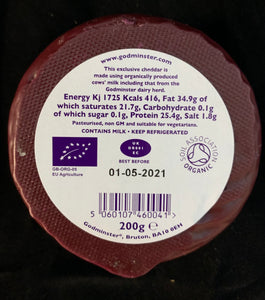 www.godminster.com
This exclusive cheddar is
made using organically produced
cows' milk including that from the
Godminster dairy herd.
Energy Kj 1725 Kcals 416, Fat 34.9g of
which saturates 21.7g, Carbohydrate 0.1g
of which sugar 0.1g, Protein 25.4g, Salt 1.8g
Pasteurised, non GM and suitable for vegetarians.
CONTAINS MILK • KEEP REFRIGERATED
UK
BEST BEFORE
SOIL ASSOCIATION
ORGANIC
GB-ORG-05
EU Agriculture
01-05-2021
5 060107 460041
200g e
Godminster®, Bruton, BA10 0EH